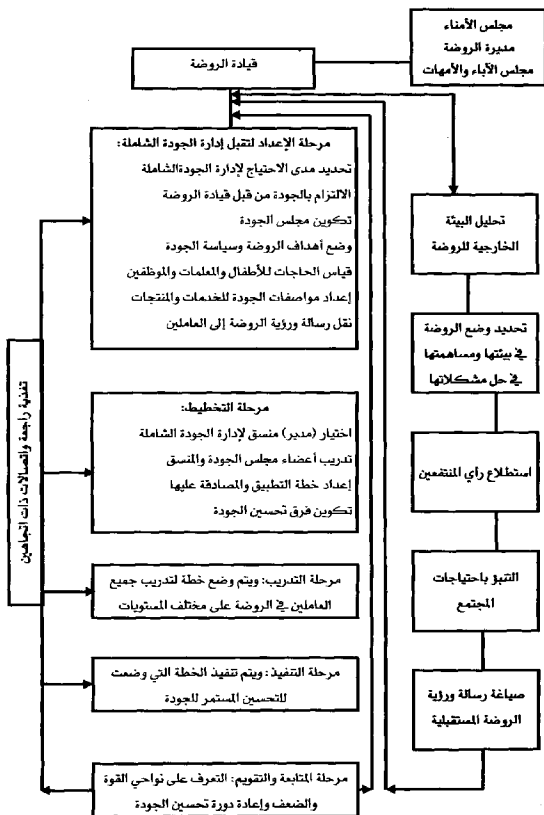 مجلس الأمناء
مديرة الروضة
مجلس الآباء والأمهات
قيادة الروضة
مرحلة الإعداد لتقبل إدارة الجودة الشاملة:
تحديد مدى الاحتياج لإدارة الجودةالشاملة
الالتزام بالجودة من قبل قيادة الروضة
تكوين مجلس الجودة
وضع أهداف الروضة وسياسة الجودة
قياس الحاجات للأطفال والمعلمات والموظفين
إعداد مواصفات الجودة للخدمات والمنتجات
نقل رسالة ورؤية الروضة إلى العاملين
مرحلة التخطيط:
اختيار (مدير) منسق لإدارة الجودة الشاملة
تدريب أعضاء مجلس الجودة والمنسق
إعداد خطة التطبيق والمصادقة عليها
تكوين فرق تحسين الجودة
مرحلة التدريب: ويتم وضع خطة لتدريب جميع
العاملين في الروضة على مختلف المستويات
مرحلة التنفيذ: ويتم تنفيذ الخطة التي وضعت
للتحسين المستمر للجودة
مرحلة المتابعة والتقويم: التعرف على نواحي القوة
والضعف وإعادة دورة تحسين الجودة
تحليل البيئة
الخارجية للروضة
تحديد وضع الروضة
في بيئتها ومساهمتها
في حل مشكلاتها
استطلاع رأي المنتفعين
التنبؤ باحتياجات
المجتمع
صياغة رسالة ورؤية
الروضة المستقبلية
تغذية راجعة واتصالات ذات اتجاهين